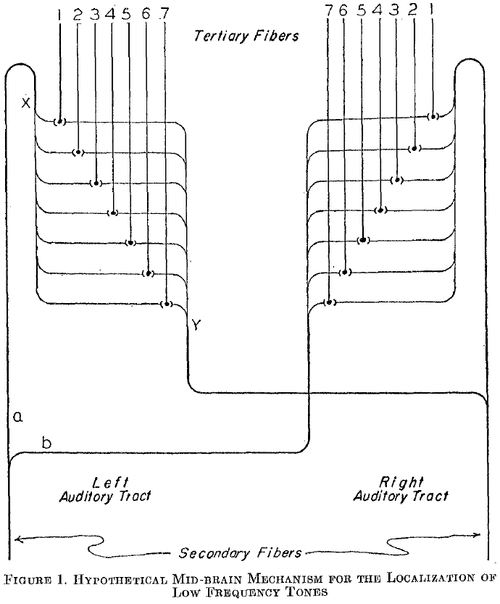 1 2 3 4 5 6 7
Tertiary Fibers
7 6 5 4 3 2 1
X
Y
a
b
Left
Auditory Tract
Right
Auditory Tract
Secondary Fibers
FIGURE 1. HYPOTHETICAL MID-BRAIN MECHANISM FOR THE LOCALIZATION OF
LOW FREQUENCY TONES